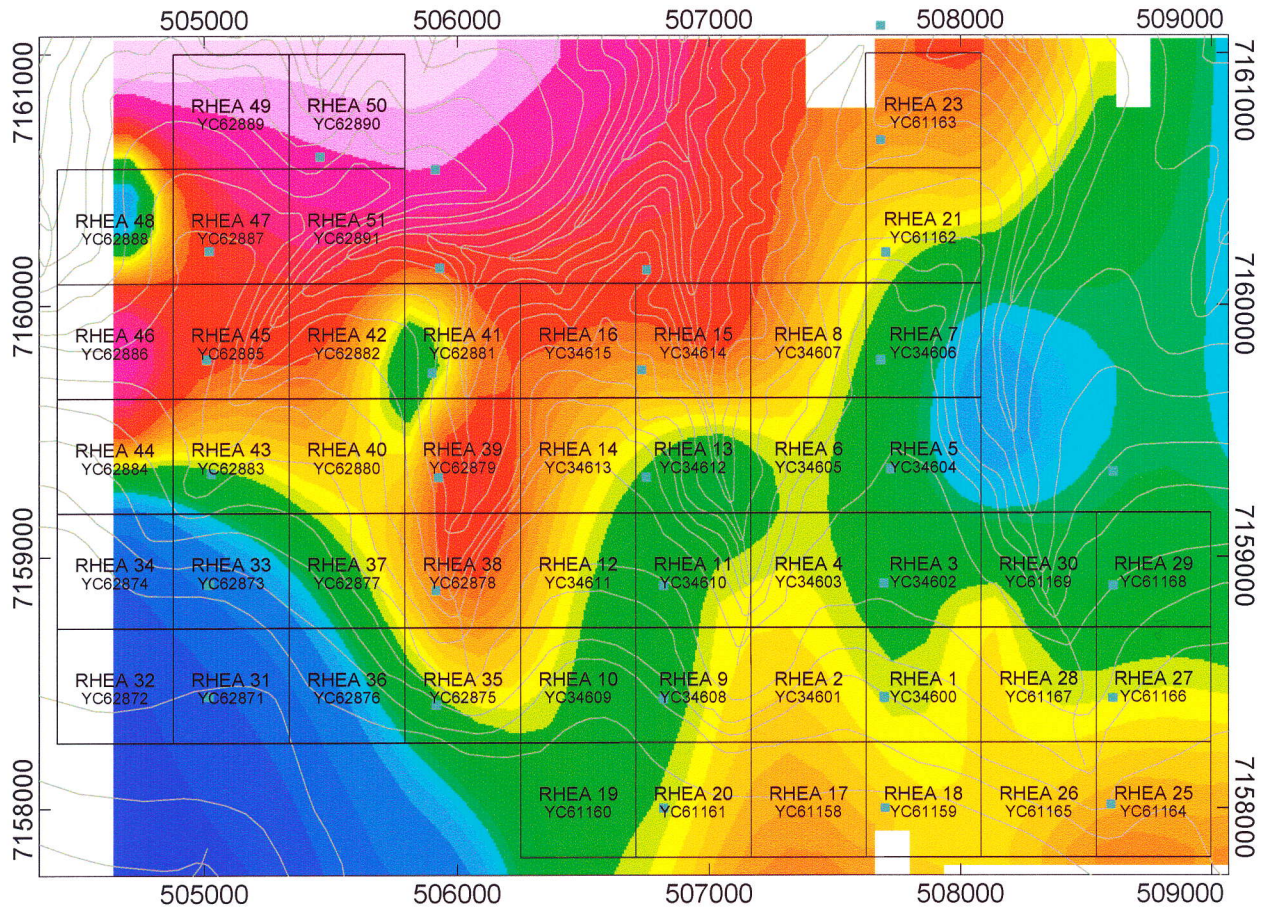 505000 506000 507000 508000 509000
7161000
7161000
RHEA 49
YC62889
RHEA 50
YC62890
RHEA 23
YC61163
RHEA 48
YC62888
RHEA 47
YC62887
RHEA 51
YC62891
RHEA 21
YC61162
7160000
7160000
RHEA 46
YC62886
RHEA 45
YC62885
RHEA 42
YC62882
RHEA 41
YC62881
RHEA 16
YC34615
RHEA 15
YC34614
RHEA 8
YC34607
RHEA 7
YC34606
RHEA 44
YC62884
RHEA 43
YC62883
RHEA 40
YC62880
RHEA 39
YC62879
RHEA 14
YC34613
RHEA 13
YC34612
RHEA 6
YC34605
RHEA 5
YC34604
7159000
7159000
RHEA 34
YC62874
RHEA 33
YC62873
RHEA 37
YC62877
RHEA 38
YC62878
RHEA 12
YC34611
RHEA 11
YC34610
RHEA 4
YC34603
RHEA 3
YC34602
RHEA 30
YC61169
RHEA 29
YC61168
RHEA 32
YC62872
RHEA 31
YC62871
RHEA 36
YC62876
RHEA 35
YC62875
RHEA 10
YC34609
RHEA 9
YC34608
RHEA 2
YC34601
RHEA 1
YC34600
RHEA 28
YC61167
RHEA 27
YC61166
7158000
7158000
RHEA 19
YC61160
RHEA 20
YC61161
RHEA 17
YC61158
RHEA 18
YC61159
RHEA 26
YC61165
RHEA 25
YC61164
505000 506000 507000 508000 509000